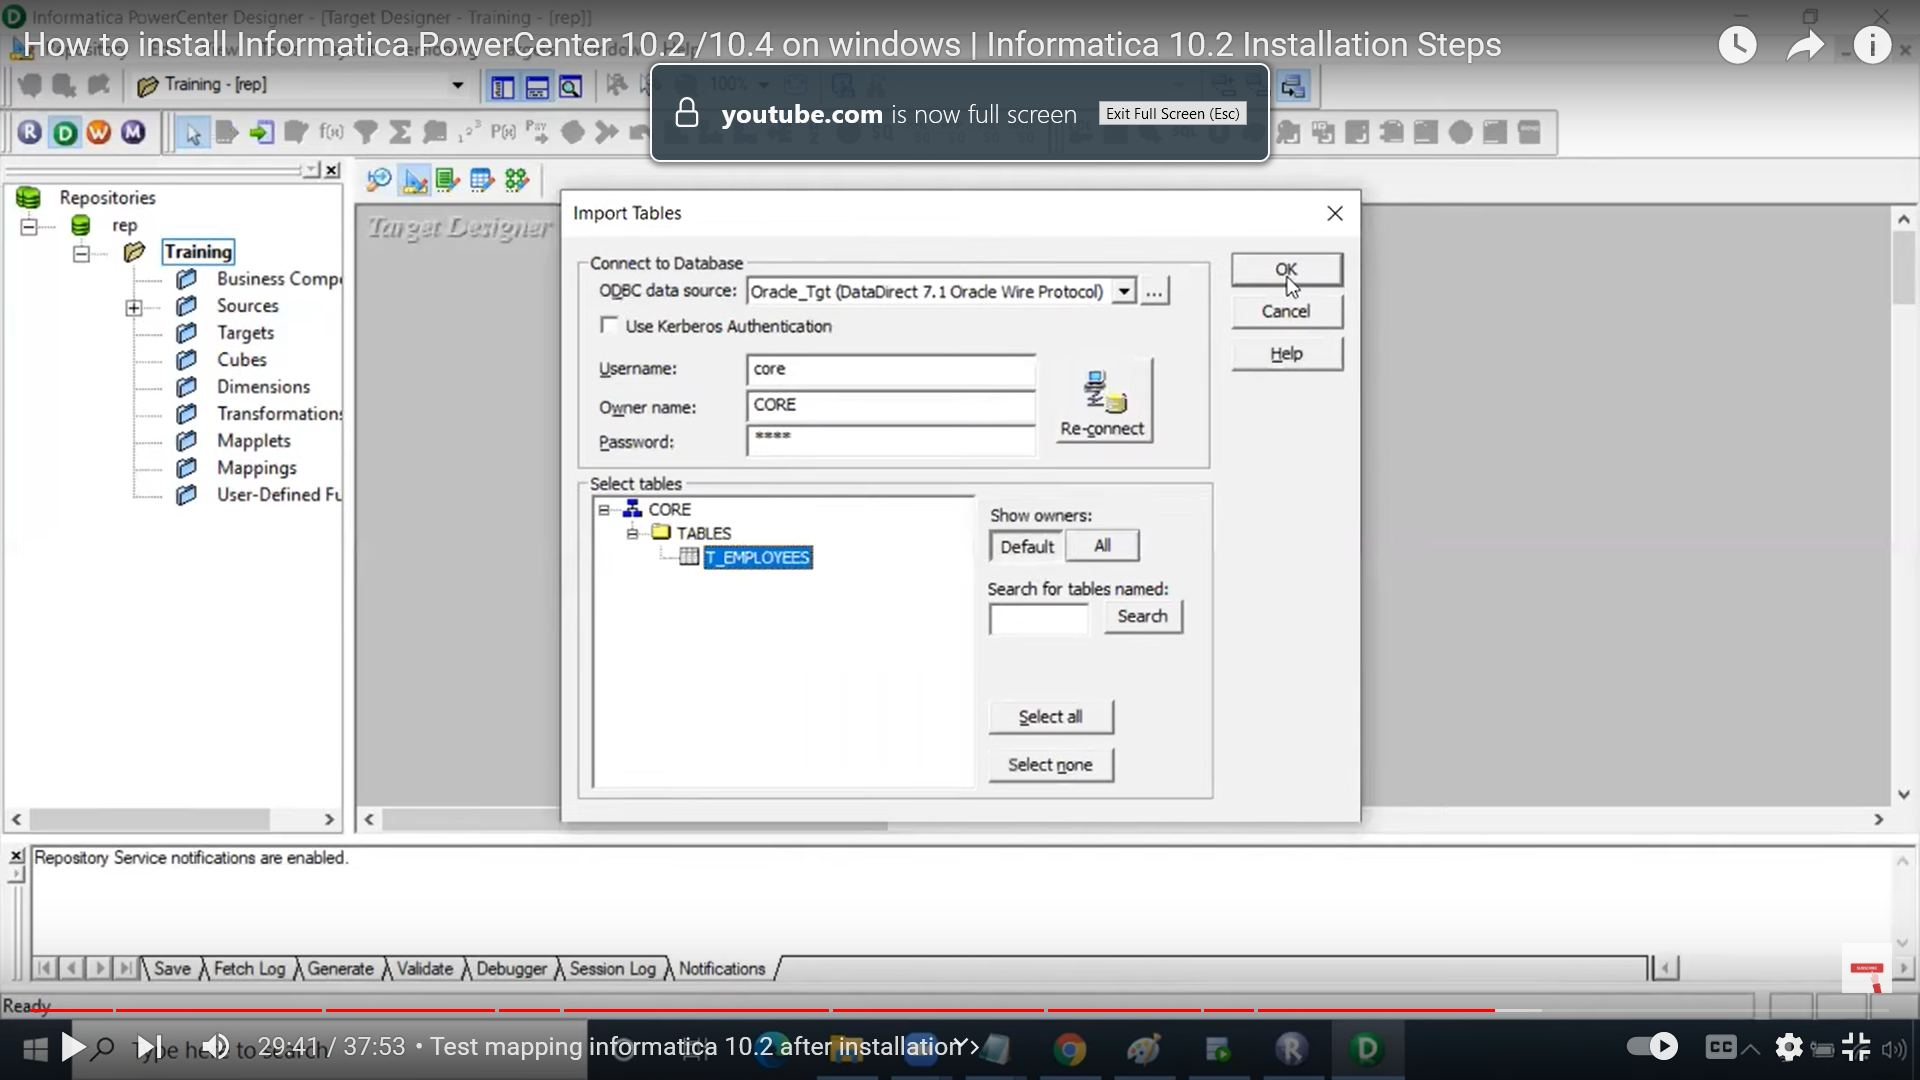 Informatica PowerCenter Designer - [Target Designer - Training - [rep]]
How to install Informatica PowerCenter 10.2 /10.4 on windows | Informatica 10.2 Installation Steps
Training - [rep]
100%
youtube.com is now full screen
Exit Full Screen (Esc)
R D W M
f(x) Σ P(x)
Repositories
rep
Training
Business Comp
Sources
Targets
Cubes
Dimensions
Transformations
Mapplets
Mappings
User-Defined Fu
Target Designer
Import Tables
Connect to Database
ODBC data source:
Oracle_Tgt (DataDirect 7.1 Oracle Wire Protocol)
...
Use Kerberos Authentication
Username:
core
Owner name:
CORE
Password:
****
Re-connect
OK
Cancel
Help
Select tables
CORE
TABLES
T_EMPLOYEES
Show owners:
Default
All
Search for tables named:
Search
Select all
Select none
Repository Service notifications are enabled.
Save
Fetch Log
Generate
Validate
Debugger
Session Log
Notifications
SUBSCRIBE
Ready
Type here to search
29:41 / 37:53 • Test mapping informatica 10.2 after installation
R
D
CC